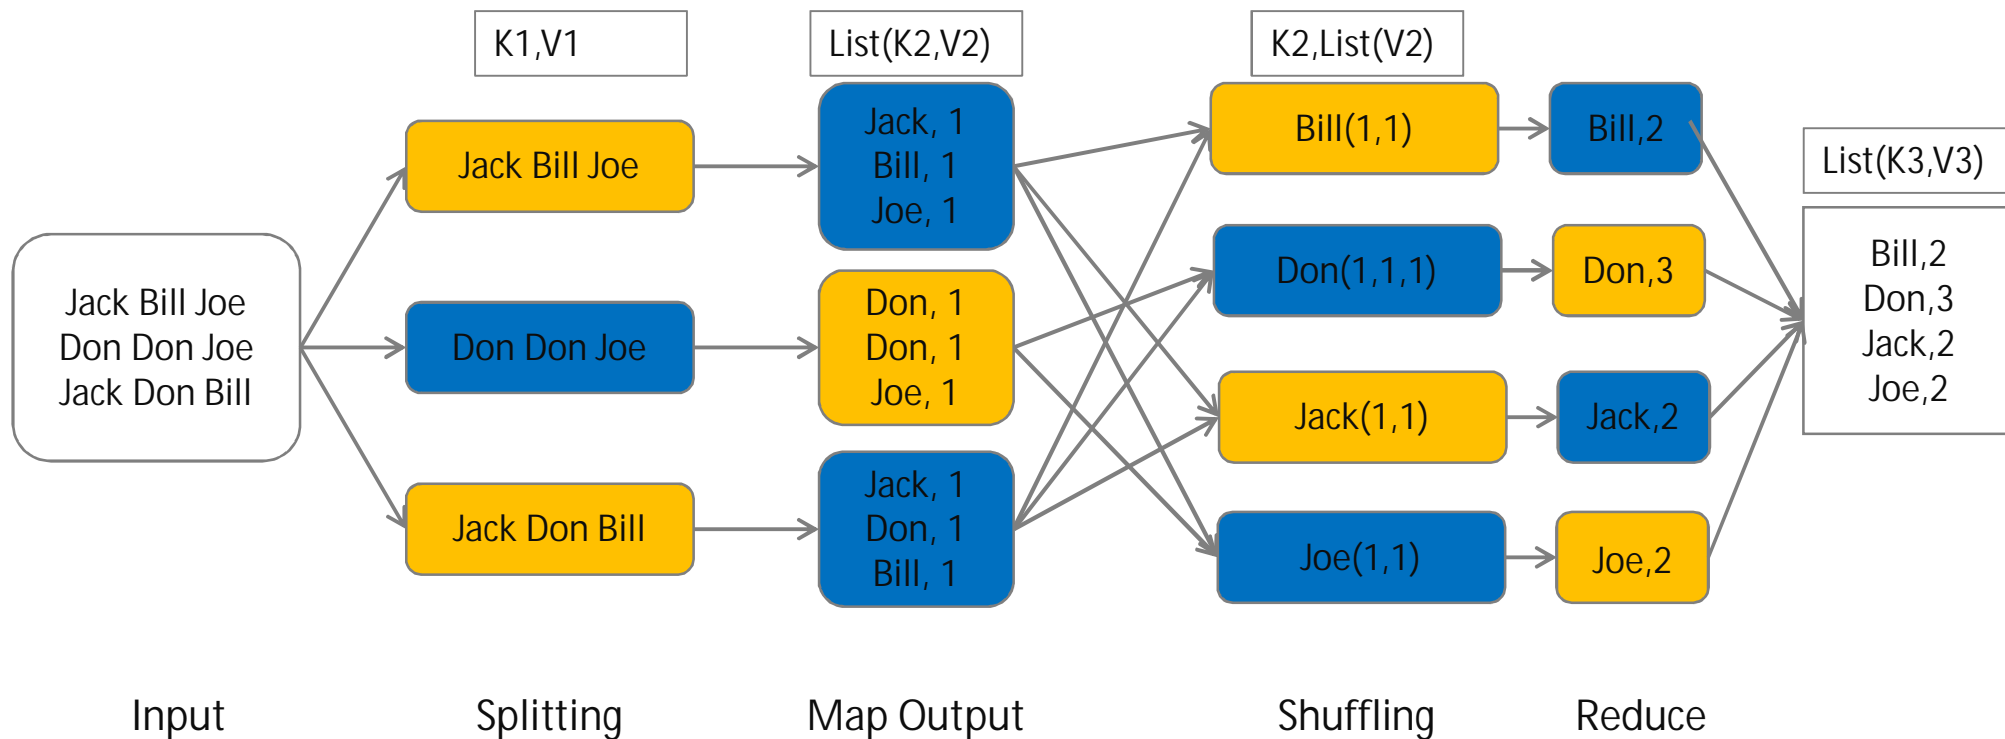 K1,V1
List(K2,V2)
K2,List(V2)
List(K3,V3)
Jack Bill Joe
Don Don Joe
Jack Don Bill
Jack Bill Joe
Don Don Joe
Jack Don Bill
Jack, 1
Bill, 1
Joe, 1
Don, 1
Don, 1
Joe, 1
Jack, 1
Don, 1
Bill, 1
Bill(1,1)
Don(1,1,1)
Jack(1,1)
Joe(1,1)
Bill,2
Don,3
Jack,2
Joe,2
Bill,2
Don,3
Jack,2
Joe,2
Input
Splitting
Map Output
Shuffling
Reduce